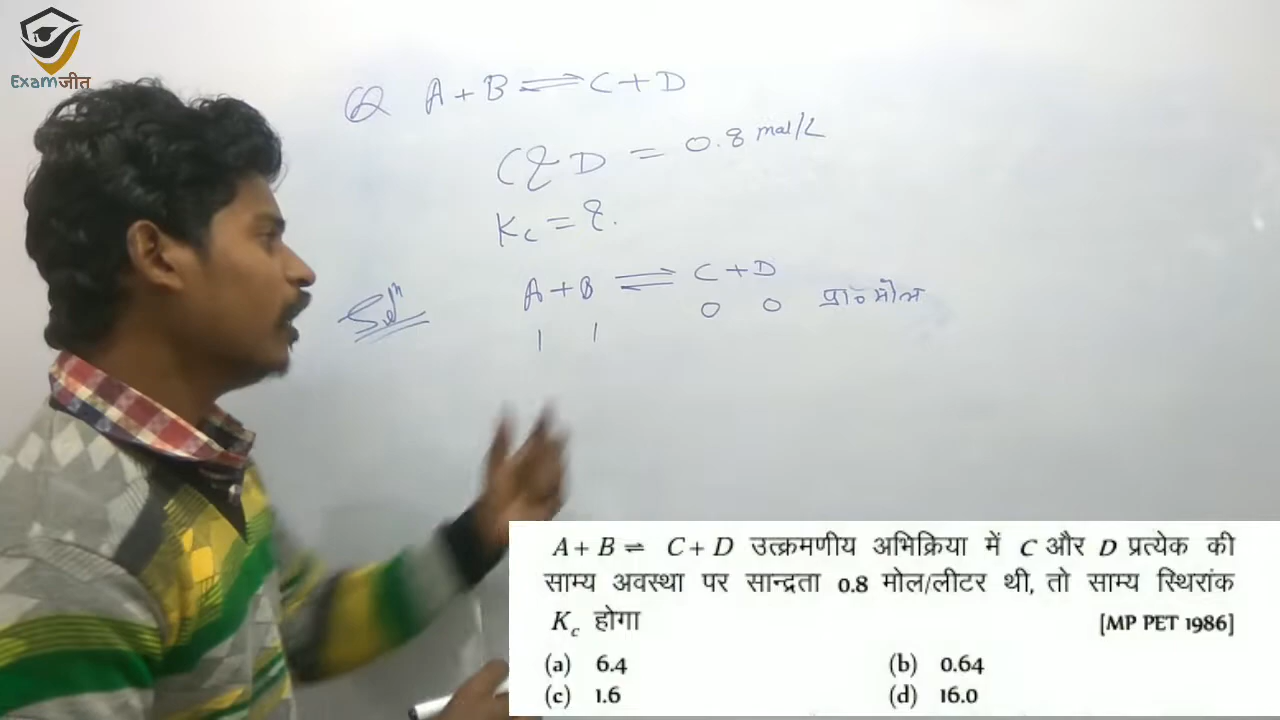 Examजीत
Q A + B ⇌ C + D
C & D = 0.8 mol/L
Kc = ?.
Solⁿ A + B ⇌ C + D
1 1 0 0 प्रा० मोल
A + B ⇌ C + D उत्क्रमणीय अभिक्रिया में C और D प्रत्येक की
साम्य अवस्था पर सान्द्रता 0.8 मोल/लीटर थी, तो साम्य स्थिरांक
Kc होगा [MP PET 1986]
(a) 6.4 (b) 0.64
(c) 1.6 (d) 16.0